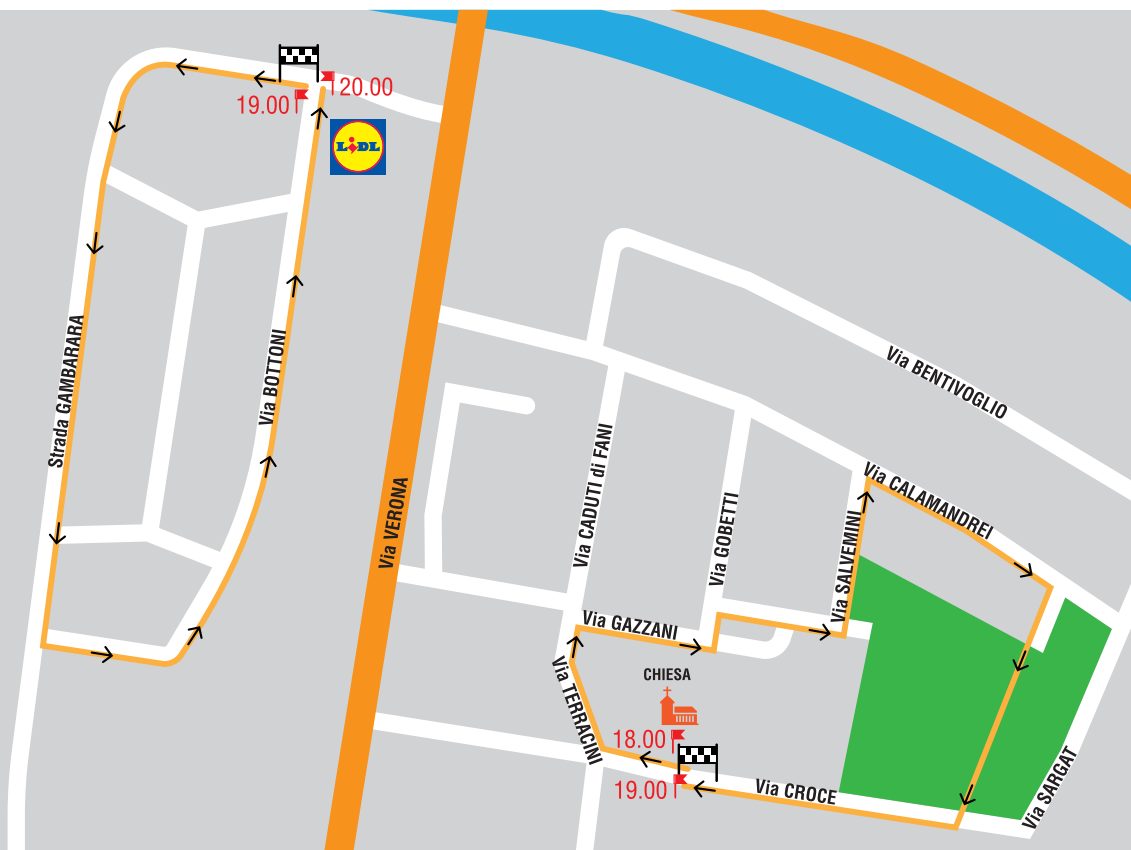 20.00
19.00
LiDL
Strada GAMBARARA
Via BOTTONI
Via VERONA
Via BENTIVOGLIO
Via CADUTI di FANI
Via GOBETTI
Via SALVEMINI
Via CALAMANDREI
Via GAZZANI
Via TERRACINI
CHIESA
18.00
19.00
Via CROCE
Via SARGAT